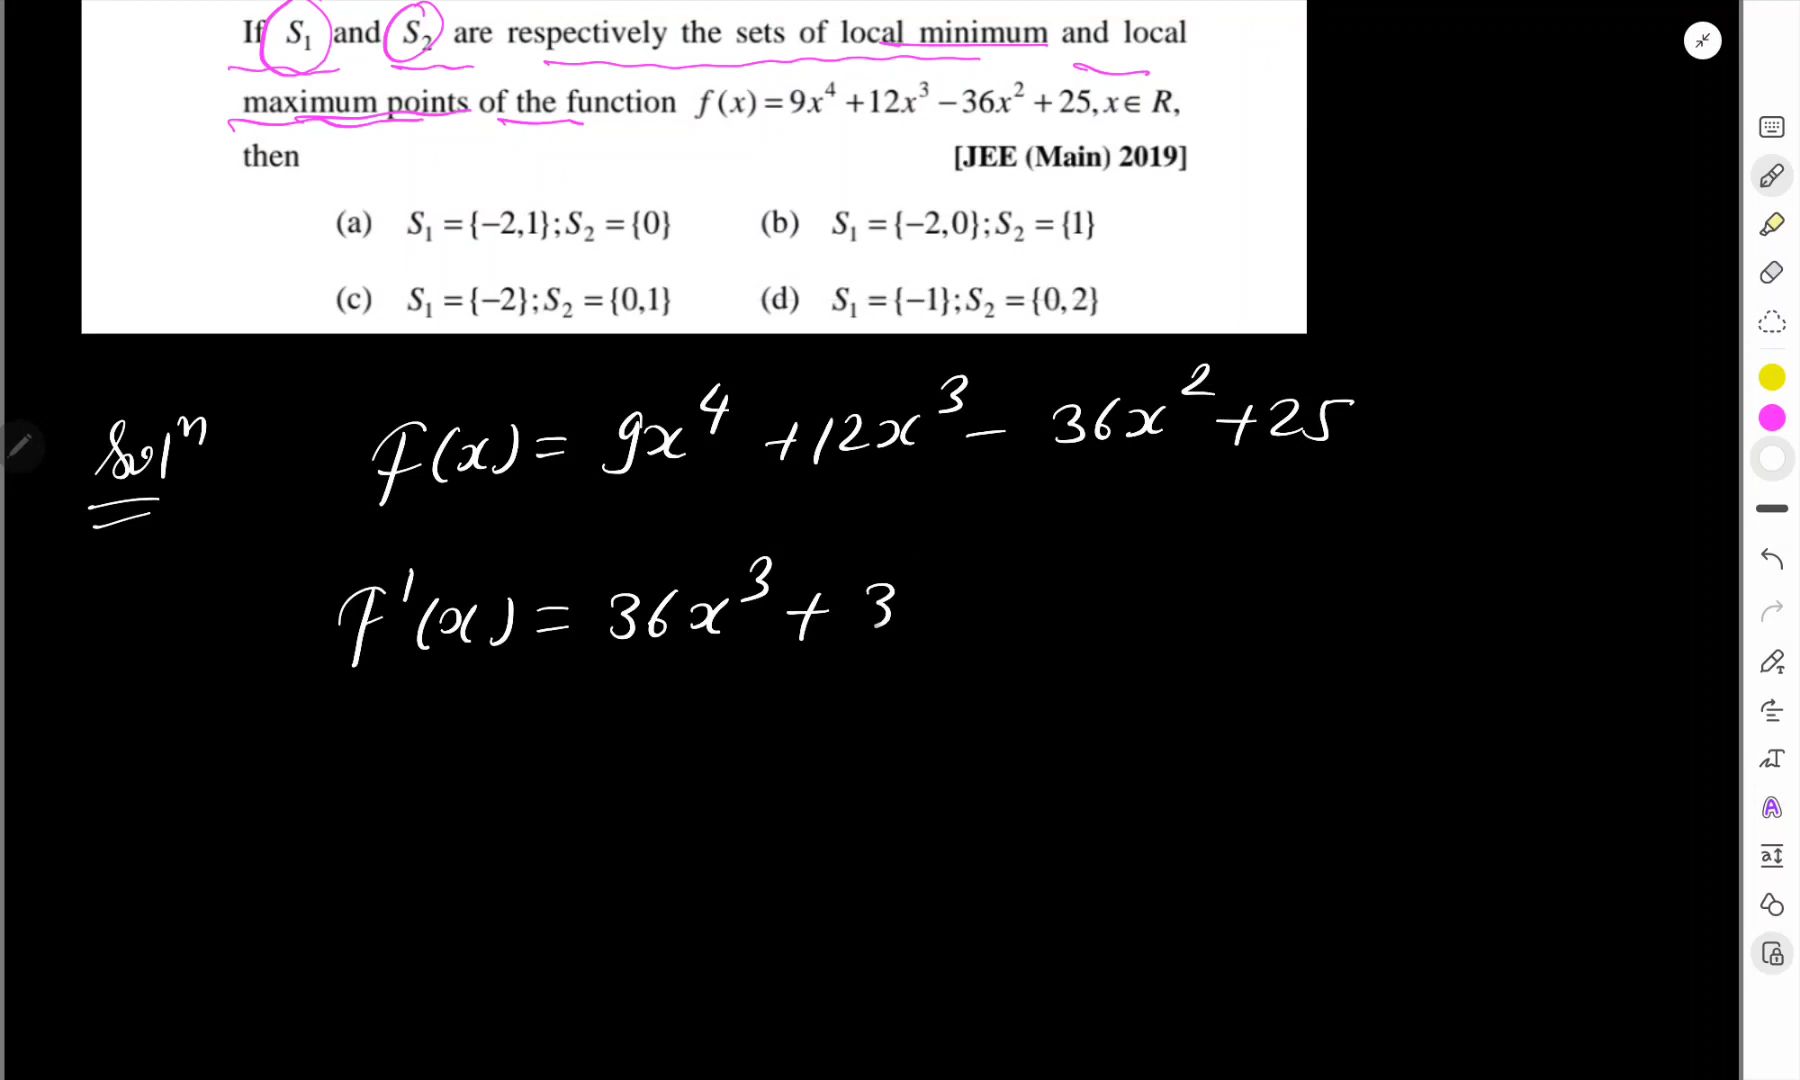 If S₁ and S₂ are respectively the sets of local minimum and local
maximum points of the function f(x)=9x⁴+12x³−36x²+25, x∈R,
then [JEE (Main) 2019]
(a) S₁={−2,1};S₂={0} (b) S₁={−2,0};S₂={1}
(c) S₁={−2};S₂={0,1} (d) S₁={−1};S₂={0,2}
Solⁿ f(x)= 9x⁴+12x³−36x²+25
f'(x)= 36x³+3